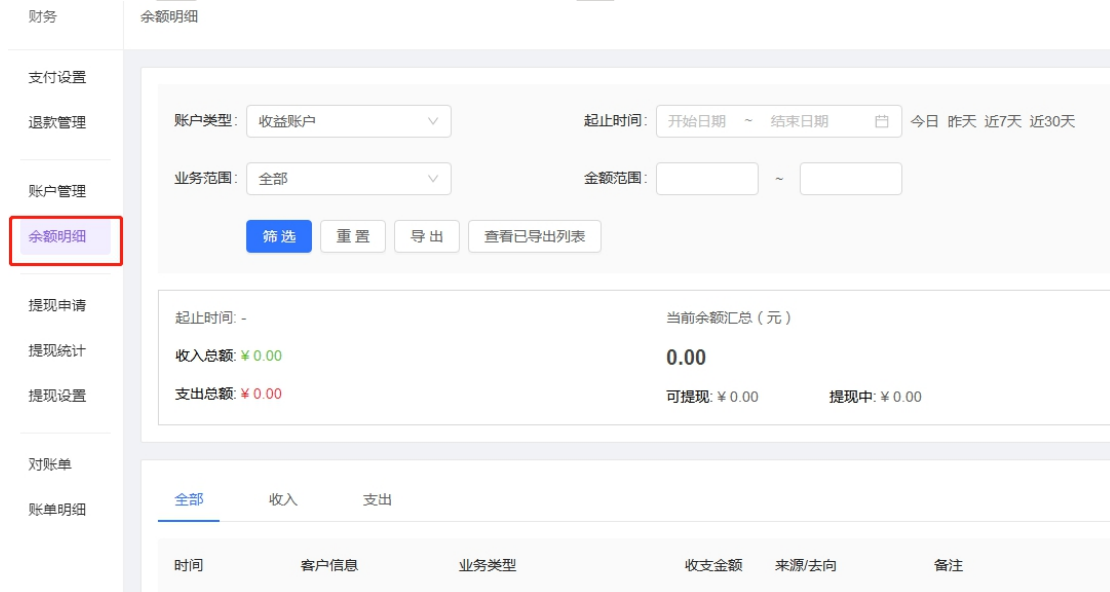 财务
余额明细
支付设置
退款管理
账户管理
余额明细
提现申请
提现统计
提现设置
对账单
账单明细
账户类型: 收益账户
起止时间: 开始日期 ~ 结束日期 今日 昨天 近7天 近30天
业务范围: 全部
金额范围: ~
筛 选 重 置 导 出 查看已导出列表
起止时间: -
收入总额: ¥ 0.00
支出总额: ¥ 0.00
当前余额汇总（元）
0.00
可提现: ¥ 0.00 提现中: ¥ 0.00
全部 收入 支出
时间 客户信息 业务类型 收支金额 来源/去向 备注